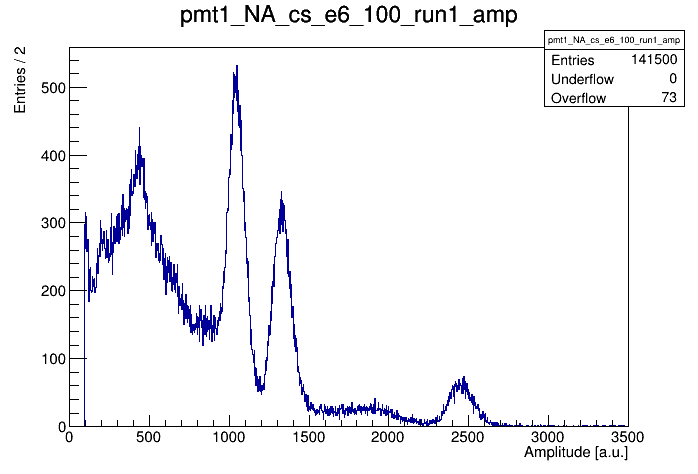 pmt1_NA_cs_e6_100_run1_amp
pmt1_NA_cs_e6_100_run1_amp
Entries 141500
Underflow 0
Overflow 73
Entries / 2
500
400
300
200
100
0
0 500 1000 1500 2000 2500 3000 3500
Amplitude [a.u.]